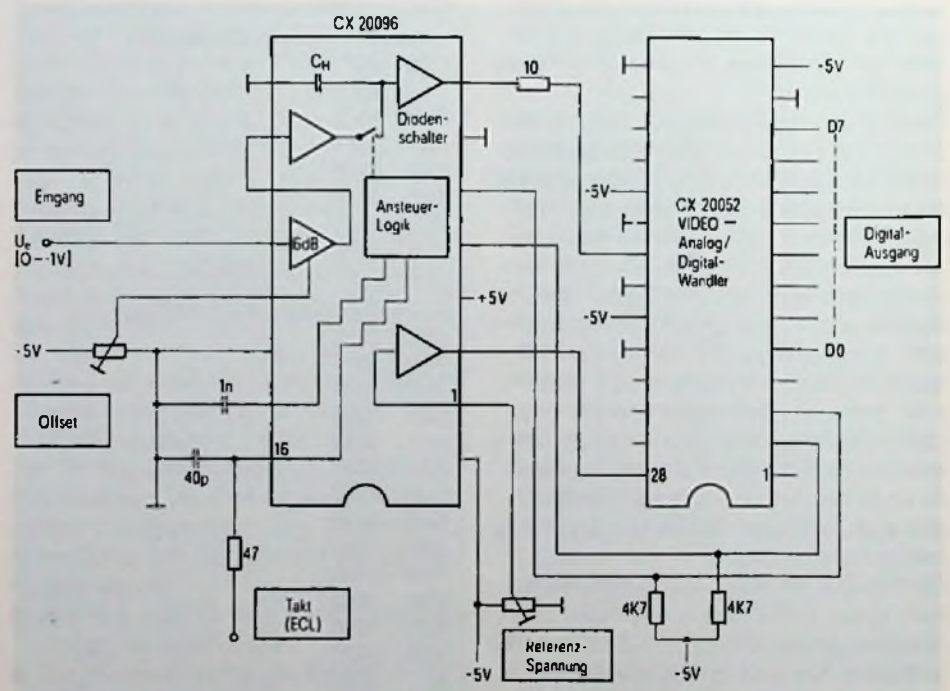 CX 20096
CH
10
-5V
Dioden-
schalter
D7
Eingang
Ansteuer-
Logik
-5V
CX 20052
VIDEO —
Analog/
Digital-
Wandler
Digital-
Ausgang
Ue
[0 - -1V]
6dB
+5V
-5V
-5V
D0
1n
1
Offset
16
28
1
40p
47
Takt
(ECL)
4K7
4K7
Referenz-
Spannung
-5V
-5V